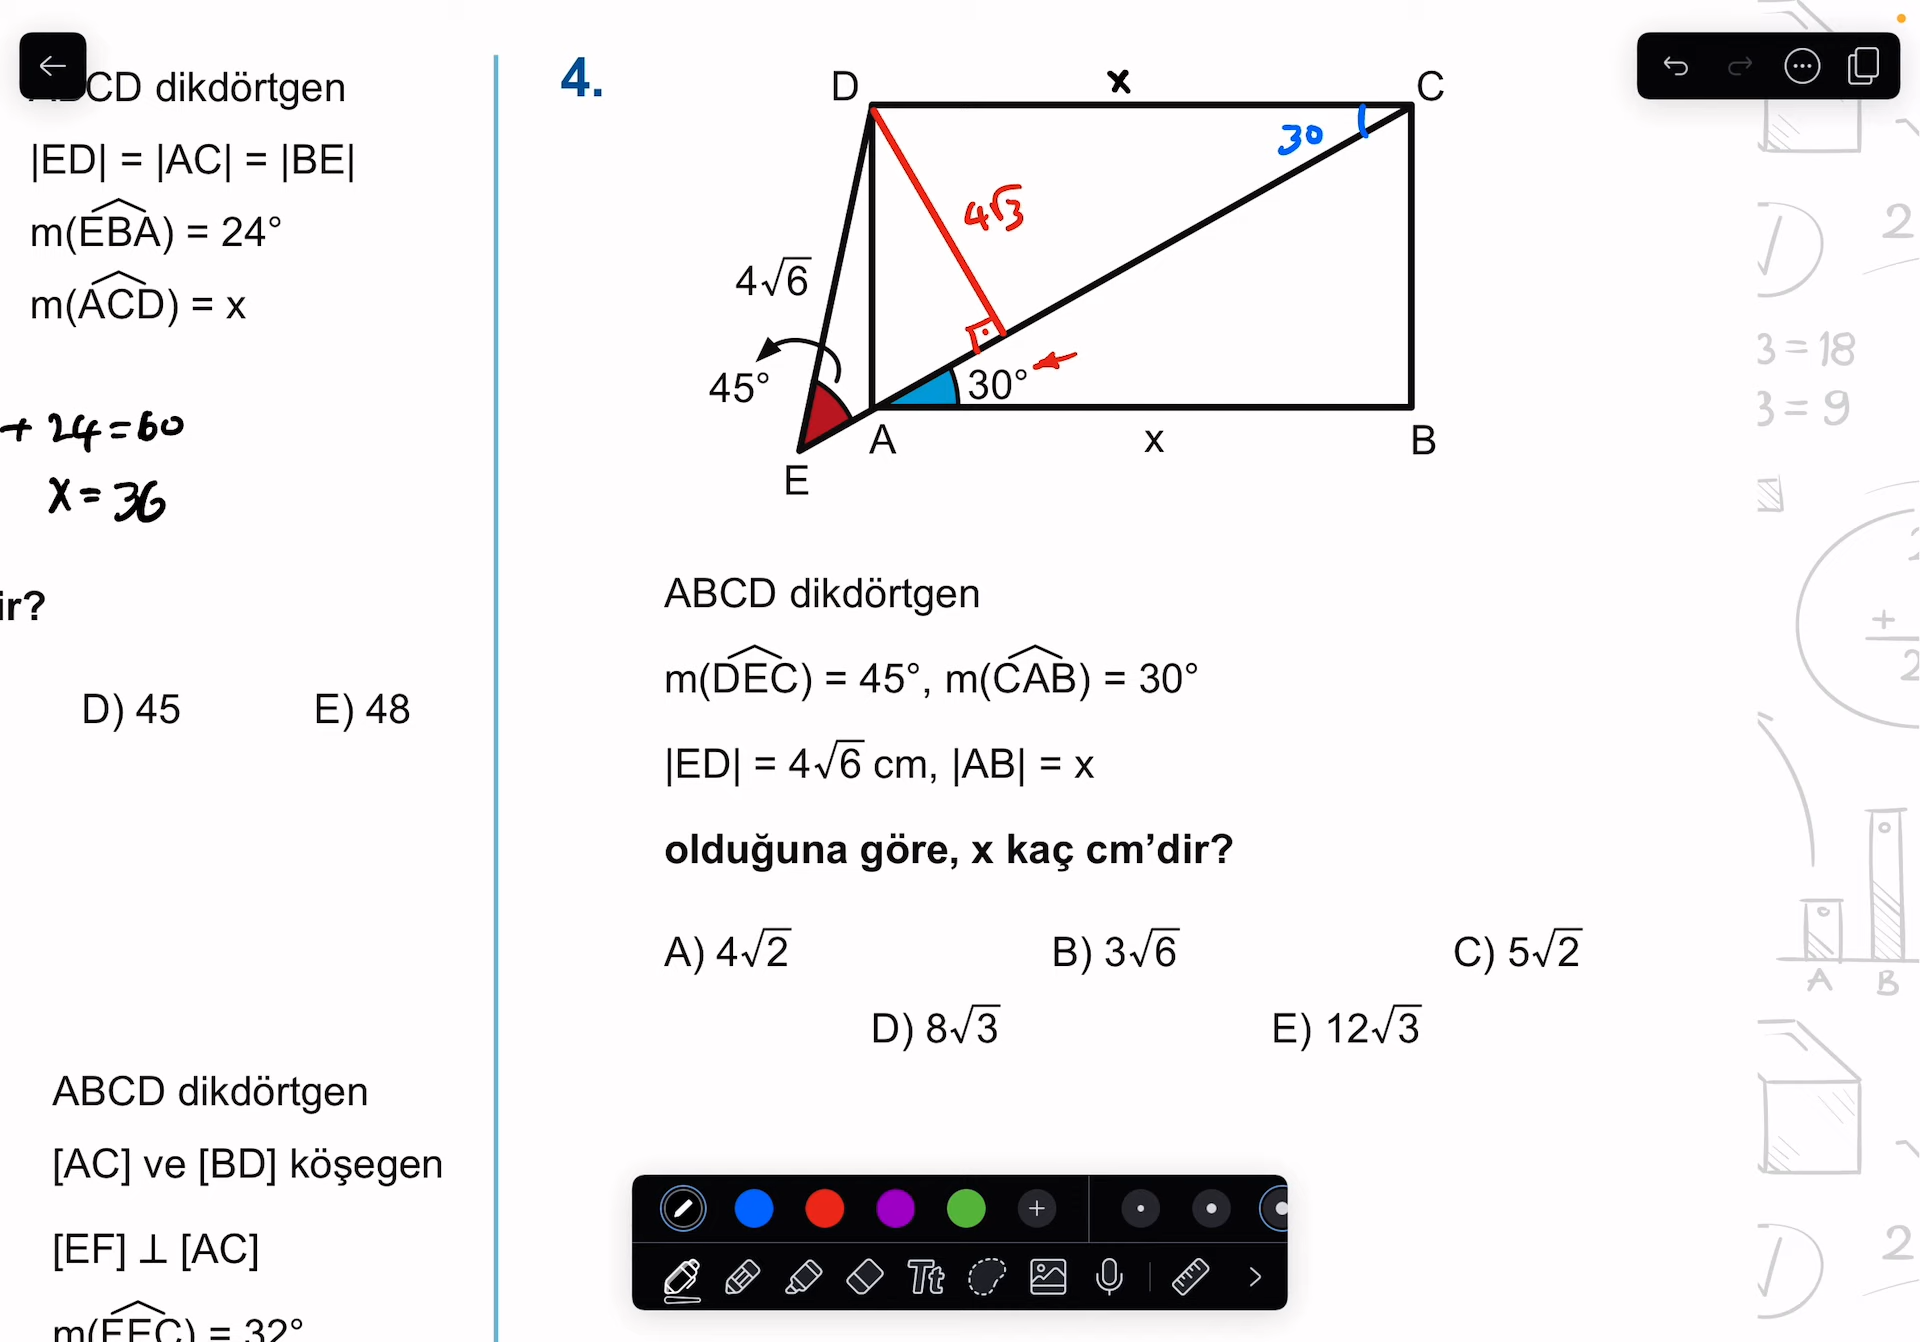 CD dikdörtgen
|ED| = |AC| = |BE|
m(EBA) = 24°
m(ACD) = x
+ 24 = 60
x = 36
ir?
D) 45 E) 48
ABCD dikdörtgen
[AC] ve [BD] köşegen
[EF] ⊥ [AC]
m(FEC) = 32°
4.
D x C
30
4√3
4√6
45°
30°
A x B
E
ABCD dikdörtgen
m(DEC) = 45°, m(CAB) = 30°
|ED| = 4√6 cm, |AB| = x
olduğuna göre, x kaç cm’dir?
A) 4√2 B) 3√6 C) 5√2
D) 8√3 E) 12√3
Tt
2
3 = 18
3 = 9
+
2
A B
2